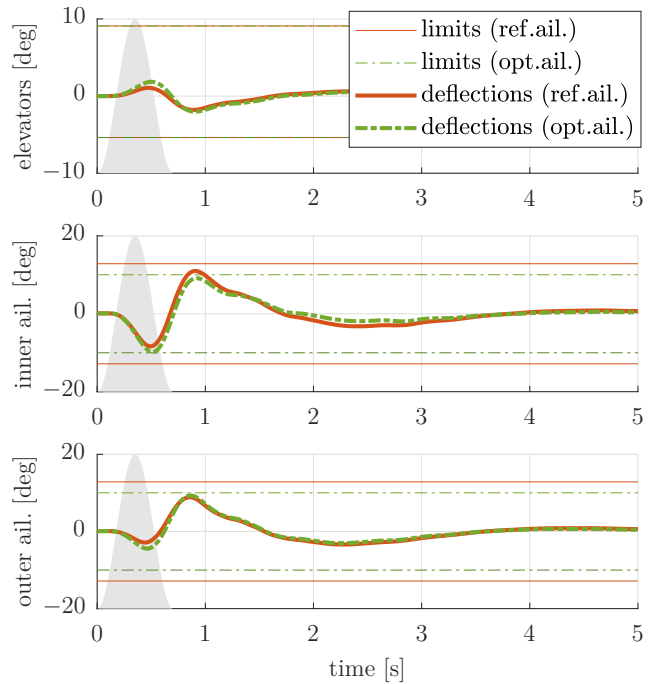 elevators [deg]
10
0
−10
0 1 2 3 4 5
limits (ref.ail.)
limits (opt.ail.)
deflections (ref.ail.)
deflections (opt.ail.)
inner ail. [deg]
20
0
−20
0 1 2 3 4 5
outer ail. [deg]
20
0
−20
0 1 2 3 4 5
time [s]